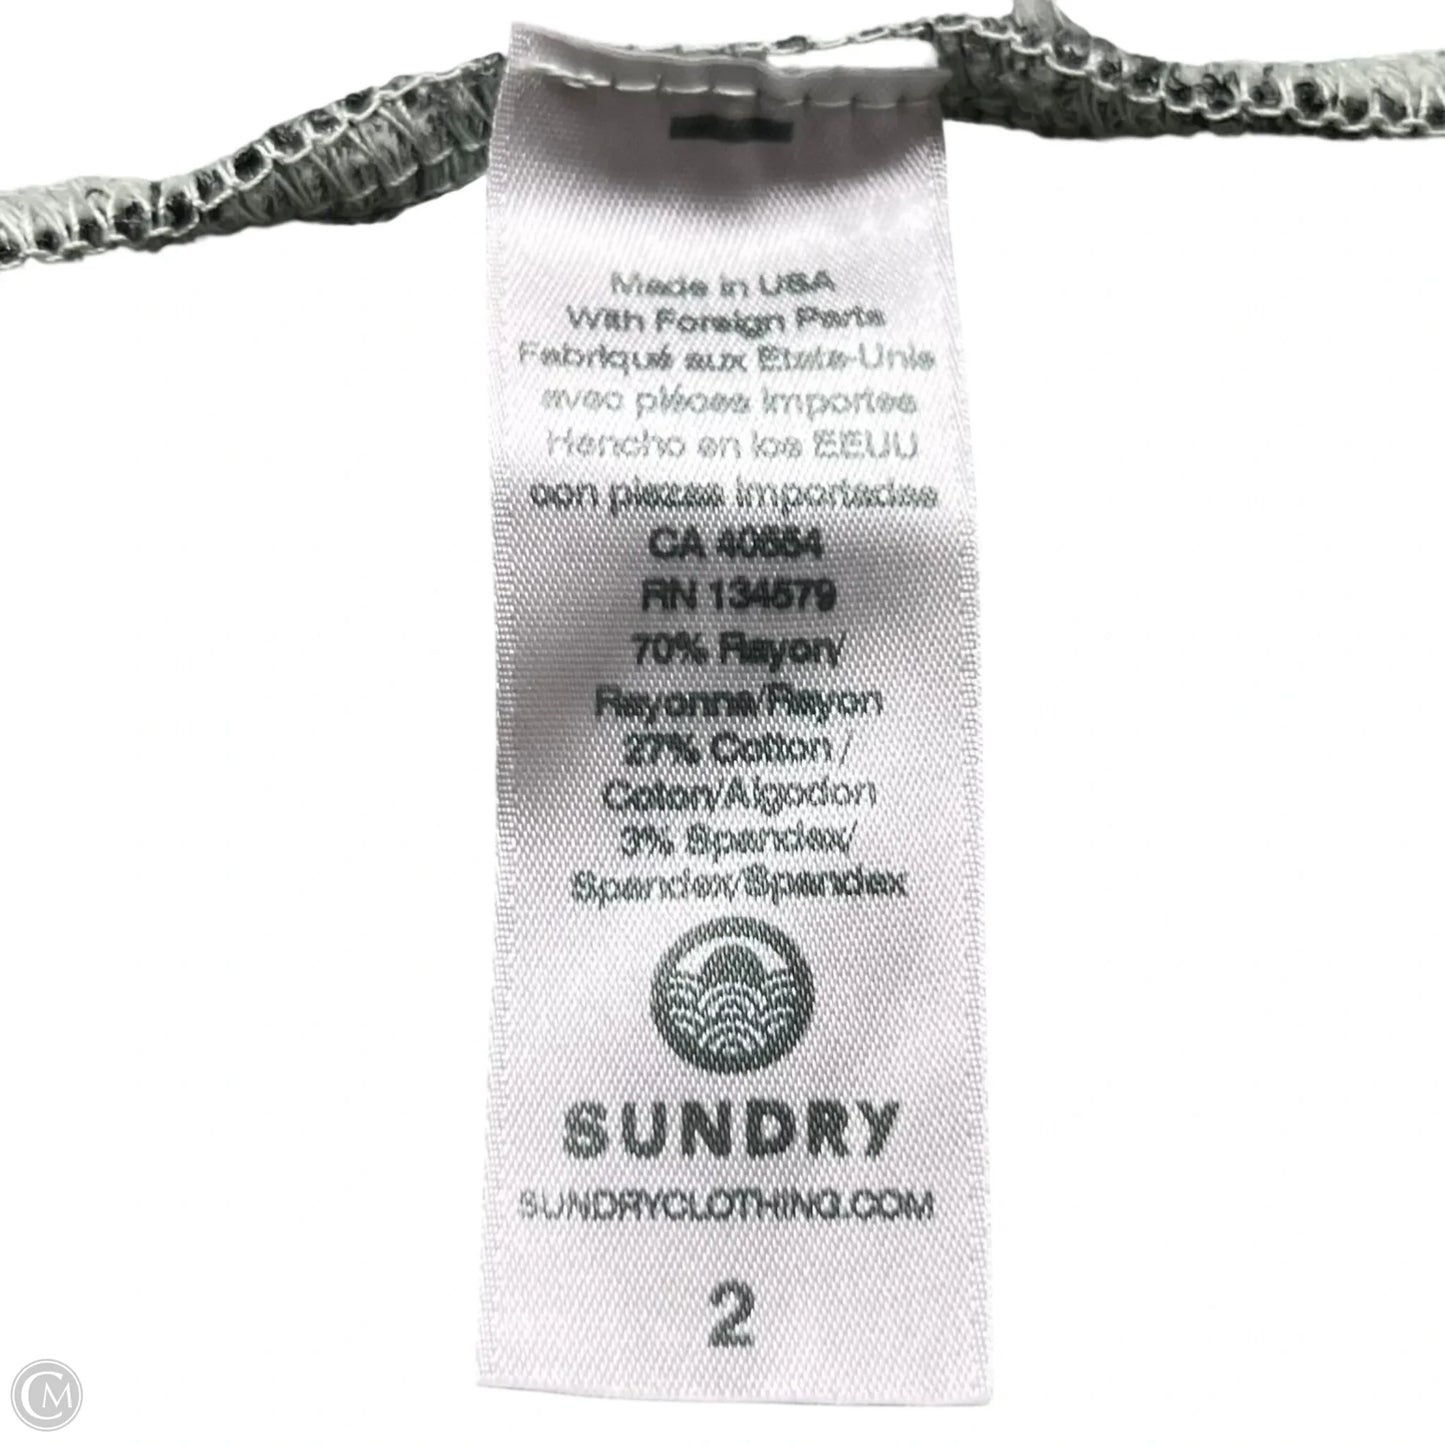 Made in USA
With Foreign Parts
Fabriqué aux Etats-Unis
avec pièces importes
Hencho en los EEUU
con piezas importadas
CA 40554
RN 134579
70% Rayon/
Rayonne/Rayon
27% Cotton /
Coton/Algodon
3% Spandex/
Spandex/Spandex
SUNDRY
SUNDRYCLOTHING.COM
2
CM